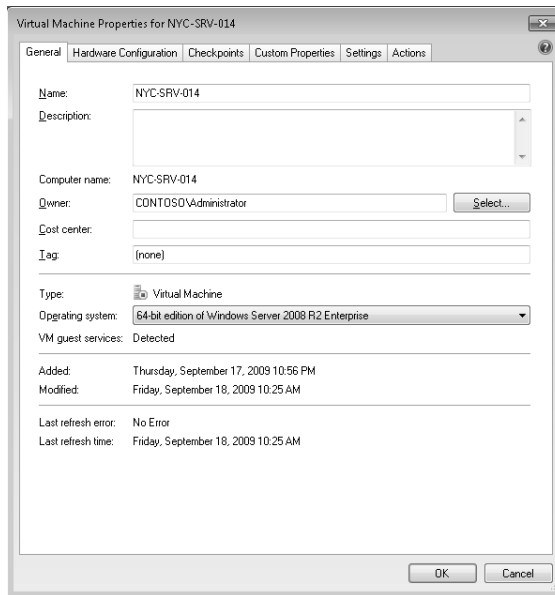 Virtual Machine Properties for NYC-SRV-014
General Hardware Configuration Checkpoints Custom Properties Settings Actions
Name: NYC-SRV-014
Description:
Computer name: NYC-SRV-014
Owner: CONTOSO\Administrator Select...
Cost center:
Tag: (none)
Type: Virtual Machine
Operating system: 64-bit edition of Windows Server 2008 R2 Enterprise
VM guest services: Detected
Added: Thursday, September 17, 2009 10:56 PM
Modified: Friday, September 18, 2009 10:25 AM
Last refresh error: No Error
Last refresh time: Friday, September 18, 2009 10:25 AM
OK Cancel